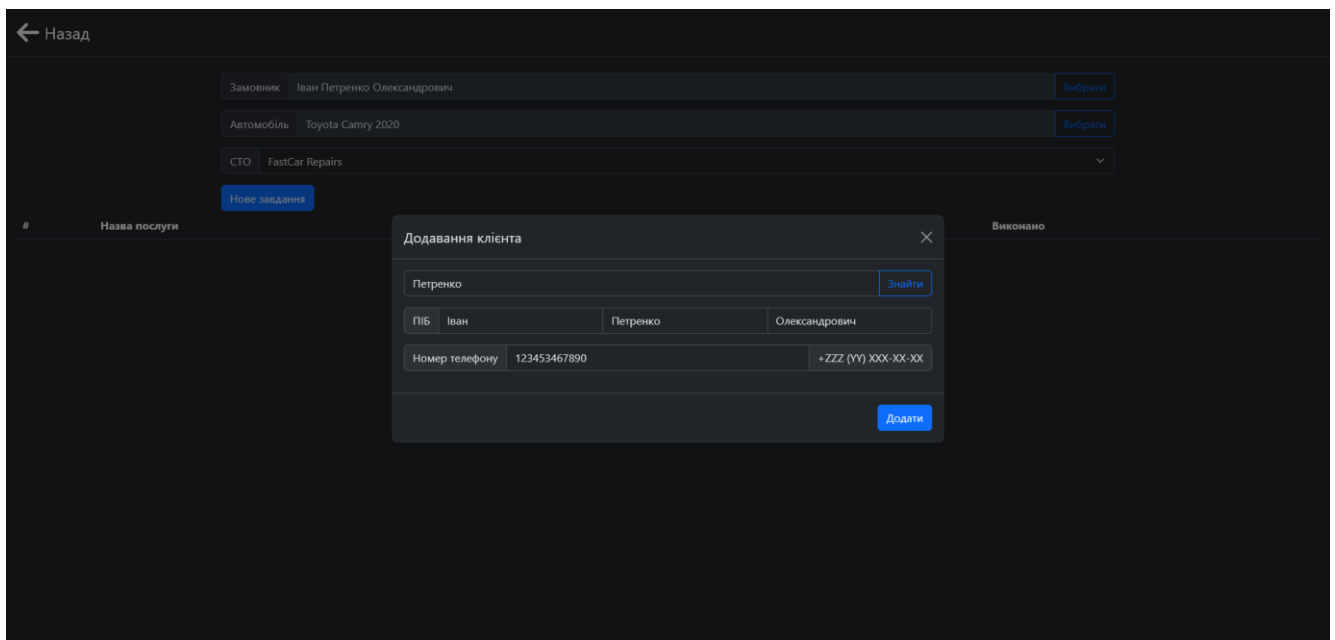 Назад
Замовник Іван Петренко Олександрович Вибрати
Автомобіль Toyota Camry 2020 Вибрати
СТО FastCar Repairs
Нове завдання
# Назва послуги Виконано
Додавання клієнта
Петренко Знайти
ПІБ Іван Петренко Олександрович
Номер телефону 123453467890 +ZZZ (YY) XXX-XX-XX
Додати